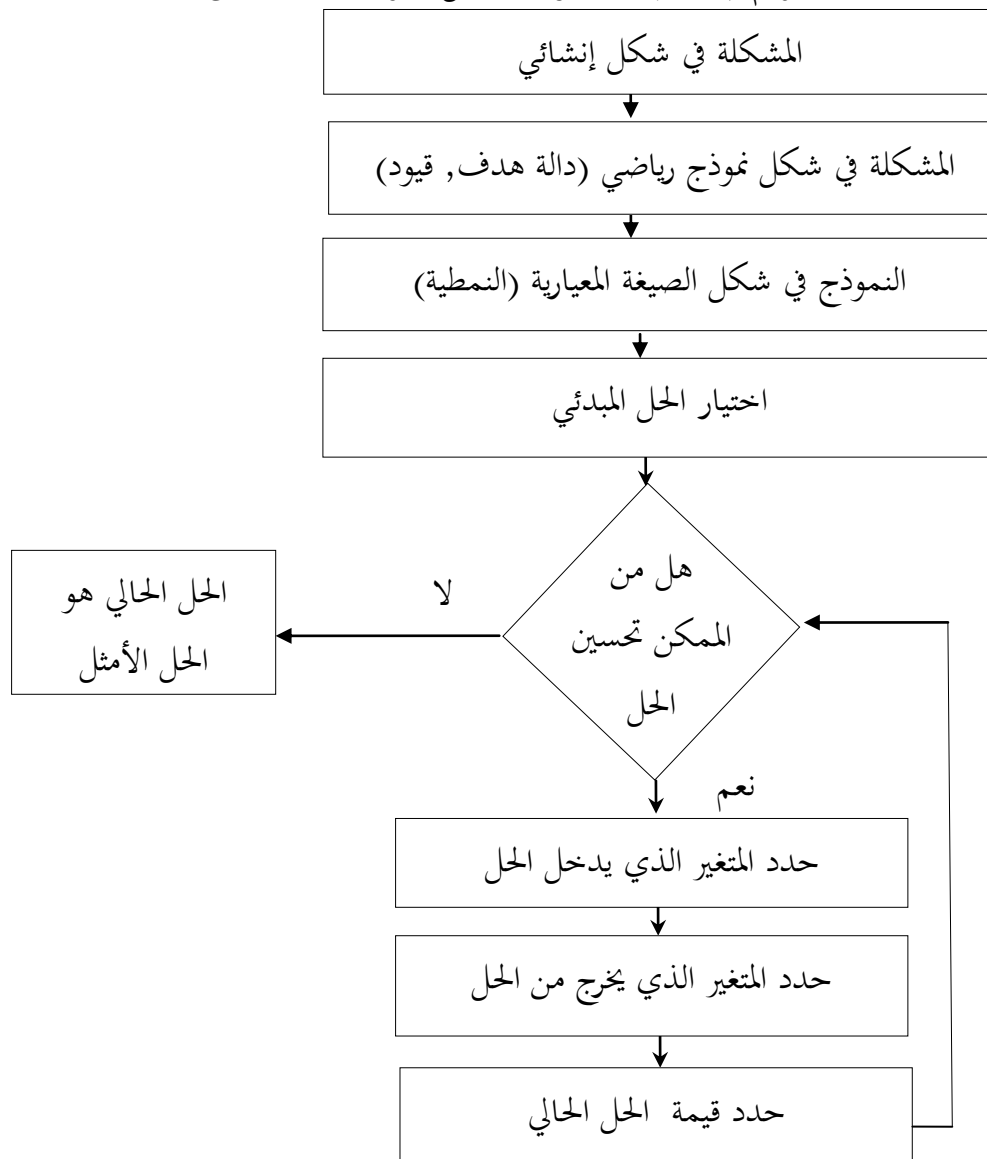 المشكلة في شكل إنشائي
المشكلة في شكل نموذج رياضي (دالة هدف, قيود)
النموذج في شكل الصيغة المعيارية (النمطية)
اختيار الحل المبدئي
هل من
الممكن تحسين
الحل
لا
الحل الحالي هو
الحل الأمثل
نعم
حدد المتغير الذي يدخل الحل
حدد المتغير الذي يخرج من الحل
حدد قيمة الحل الحالي